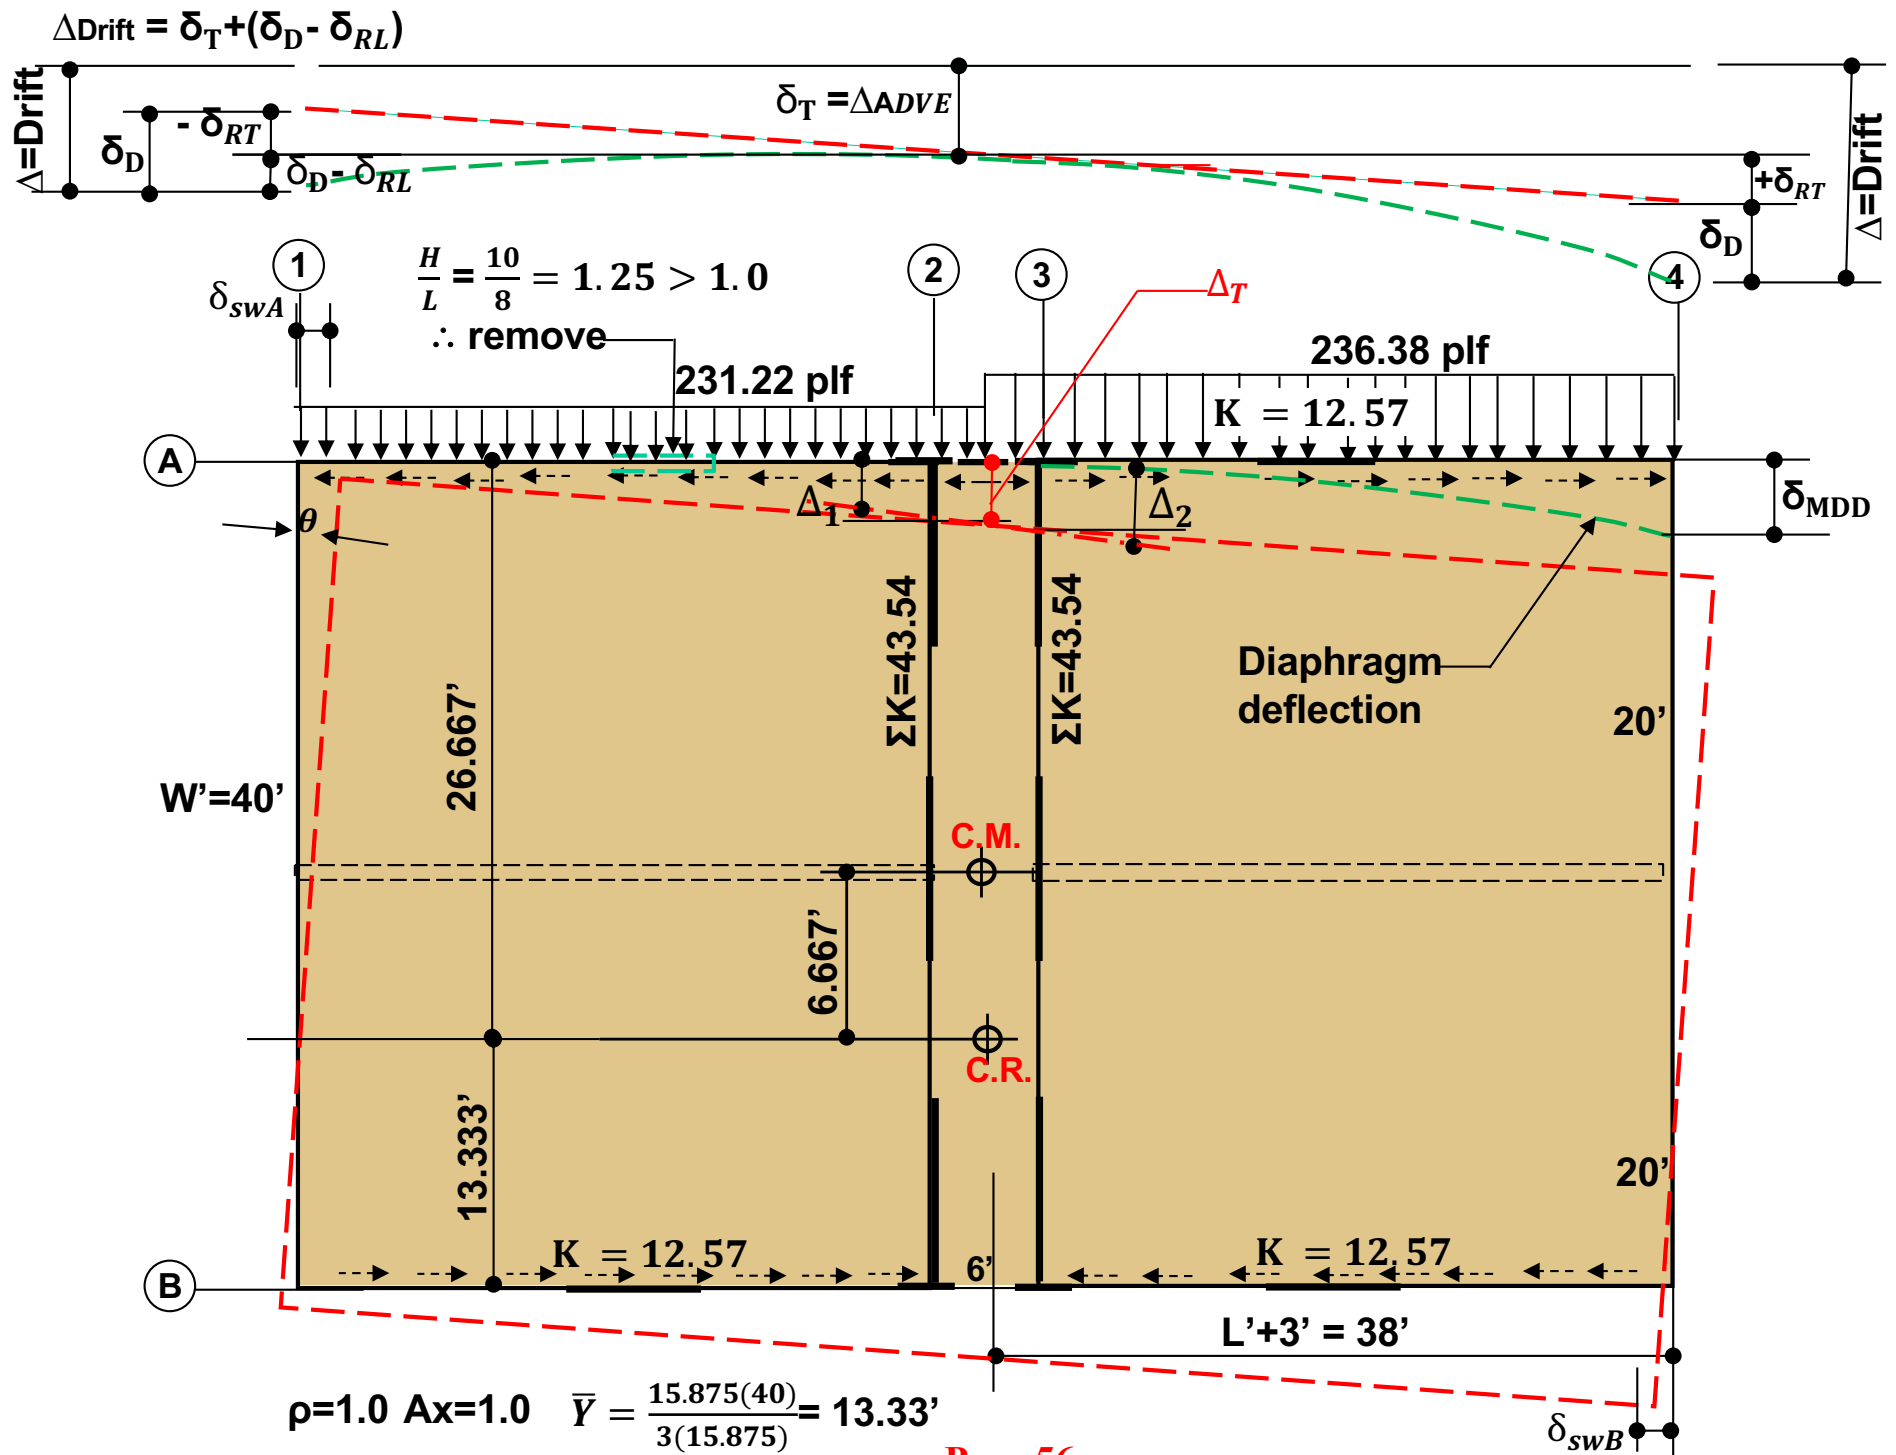 ΔDrift = δT+(δD- δRL)
Δ=Drift
δD
- δRT
δD- δRL
δT =ΔADVE
+δRT
δD
Δ=Drift
1
2
3
4
δswA
H/L = 10/8 = 1.25 > 1.0
∴ remove
ΔT
231.22 plf
236.38 plf
K = 12.57
A
θ
Δ1
Δ2
δMDD
ΣK=43.54
ΣK=43.54
Diaphragm
deflection
26.667’
20’
W’=40’
C.M.
6.667’
C.R.
13.333’
20’
K = 12.57
6’
K = 12.57
B
L’+3’ = 38’
ρ=1.0 Ax=1.0 Y̅ = 15.875(40)/3(15.875) = 13.33’
δswB